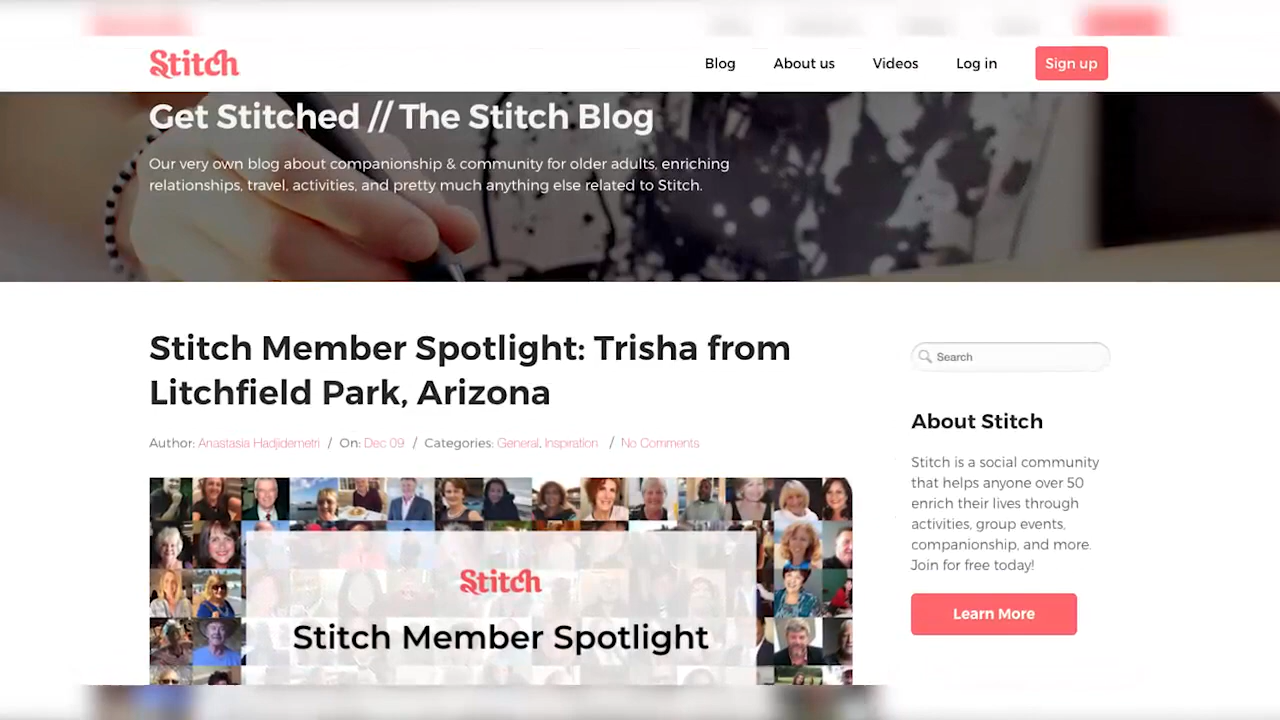 Stitch
Blog
About us
Videos
Log in
Sign up
Get Stitched // The Stitch Blog
Our very own blog about companionship & community for older adults, enriching
relationships, travel, activities, and pretty much anything else related to Stitch.
Stitch Member Spotlight: Trisha from
Litchfield Park, Arizona
Author: Anastasia Hadjidemetri / On: Dec 09 / Categories: General, Inspiration / No Comments
Stitch
Stitch Member Spotlight
Search
About Stitch
Stitch is a social community
that helps anyone over 50
enrich their lives through
activities, group events,
companionship, and more.
Join for free today!
Learn More